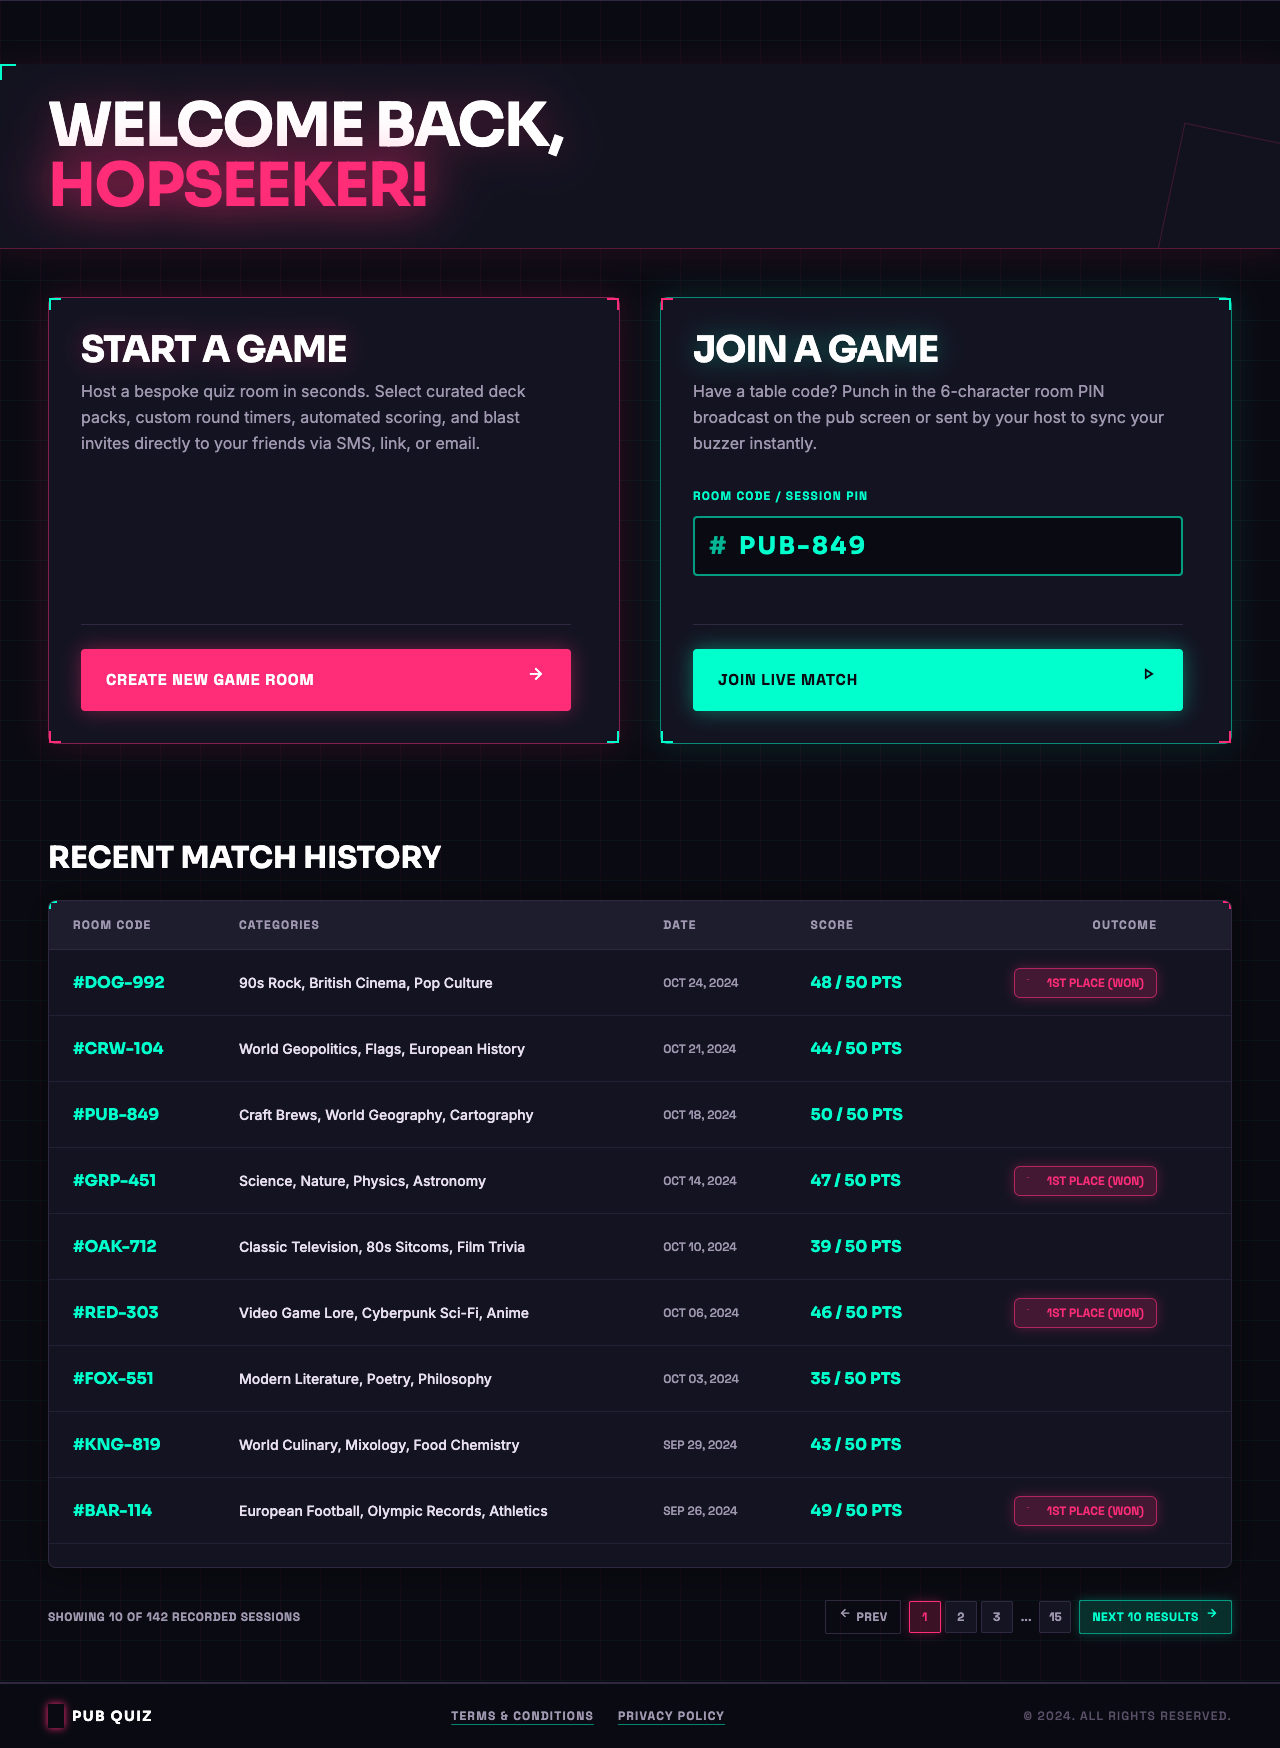 WELCOME BACK,
HOPSEEKER!
START A GAME
Host a bespoke quiz room in seconds. Select curated deck
packs, custom round timers, automated scoring, and blast
invites directly to your friends via SMS, link, or email.
CREATE NEW GAME ROOM
JOIN A GAME
Have a table code? Punch in the 6-character room PIN
broadcast on the pub screen or sent by your host to sync your
buzzer instantly.
ROOM CODE / SESSION PIN
# PUB-849
JOIN LIVE MATCH
RECENT MATCH HISTORY
ROOM CODE CATEGORIES DATE SCORE OUTCOME
#DOG-992 90s Rock, British Cinema, Pop Culture OCT 24, 2024 48 / 50 PTS 1ST PLACE (WON)
#CRW-104 World Geopolitics, Flags, European History OCT 21, 2024 44 / 50 PTS
#PUB-849 Craft Brews, World Geography, Cartography OCT 18, 2024 50 / 50 PTS
#GRP-451 Science, Nature, Physics, Astronomy OCT 14, 2024 47 / 50 PTS 1ST PLACE (WON)
#OAK-712 Classic Television, 80s Sitcoms, Film Trivia OCT 10, 2024 39 / 50 PTS
#RED-303 Video Game Lore, Cyberpunk Sci-Fi, Anime OCT 06, 2024 46 / 50 PTS 1ST PLACE (WON)
#FOX-551 Modern Literature, Poetry, Philosophy OCT 03, 2024 35 / 50 PTS
#KNG-819 World Culinary, Mixology, Food Chemistry SEP 29, 2024 43 / 50 PTS
#BAR-114 European Football, Olympic Records, Athletics SEP 26, 2024 49 / 50 PTS 1ST PLACE (WON)
SHOWING 10 OF 142 RECORDED SESSIONS
← PREV 1 2 3 ... 15 NEXT 10 RESULTS →
PUB QUIZ
TERMS & CONDITIONS PRIVACY POLICY
© 2024. ALL RIGHTS RESERVED.